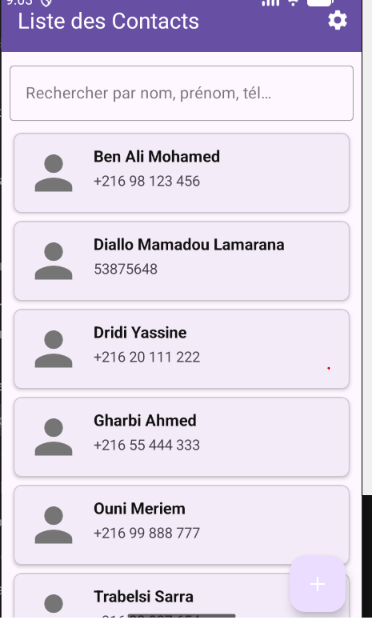 9:05
Liste des Contacts
Rechercher par nom, prénom, tél...
Ben Ali Mohamed
+216 98 123 456
Diallo Mamadou Lamarana
53875648
Dridi Yassine
+216 20 111 222
Gharbi Ahmed
+216 55 444 333
Ouni Meriem
+216 99 888 777
+
Trabelsi Sarra